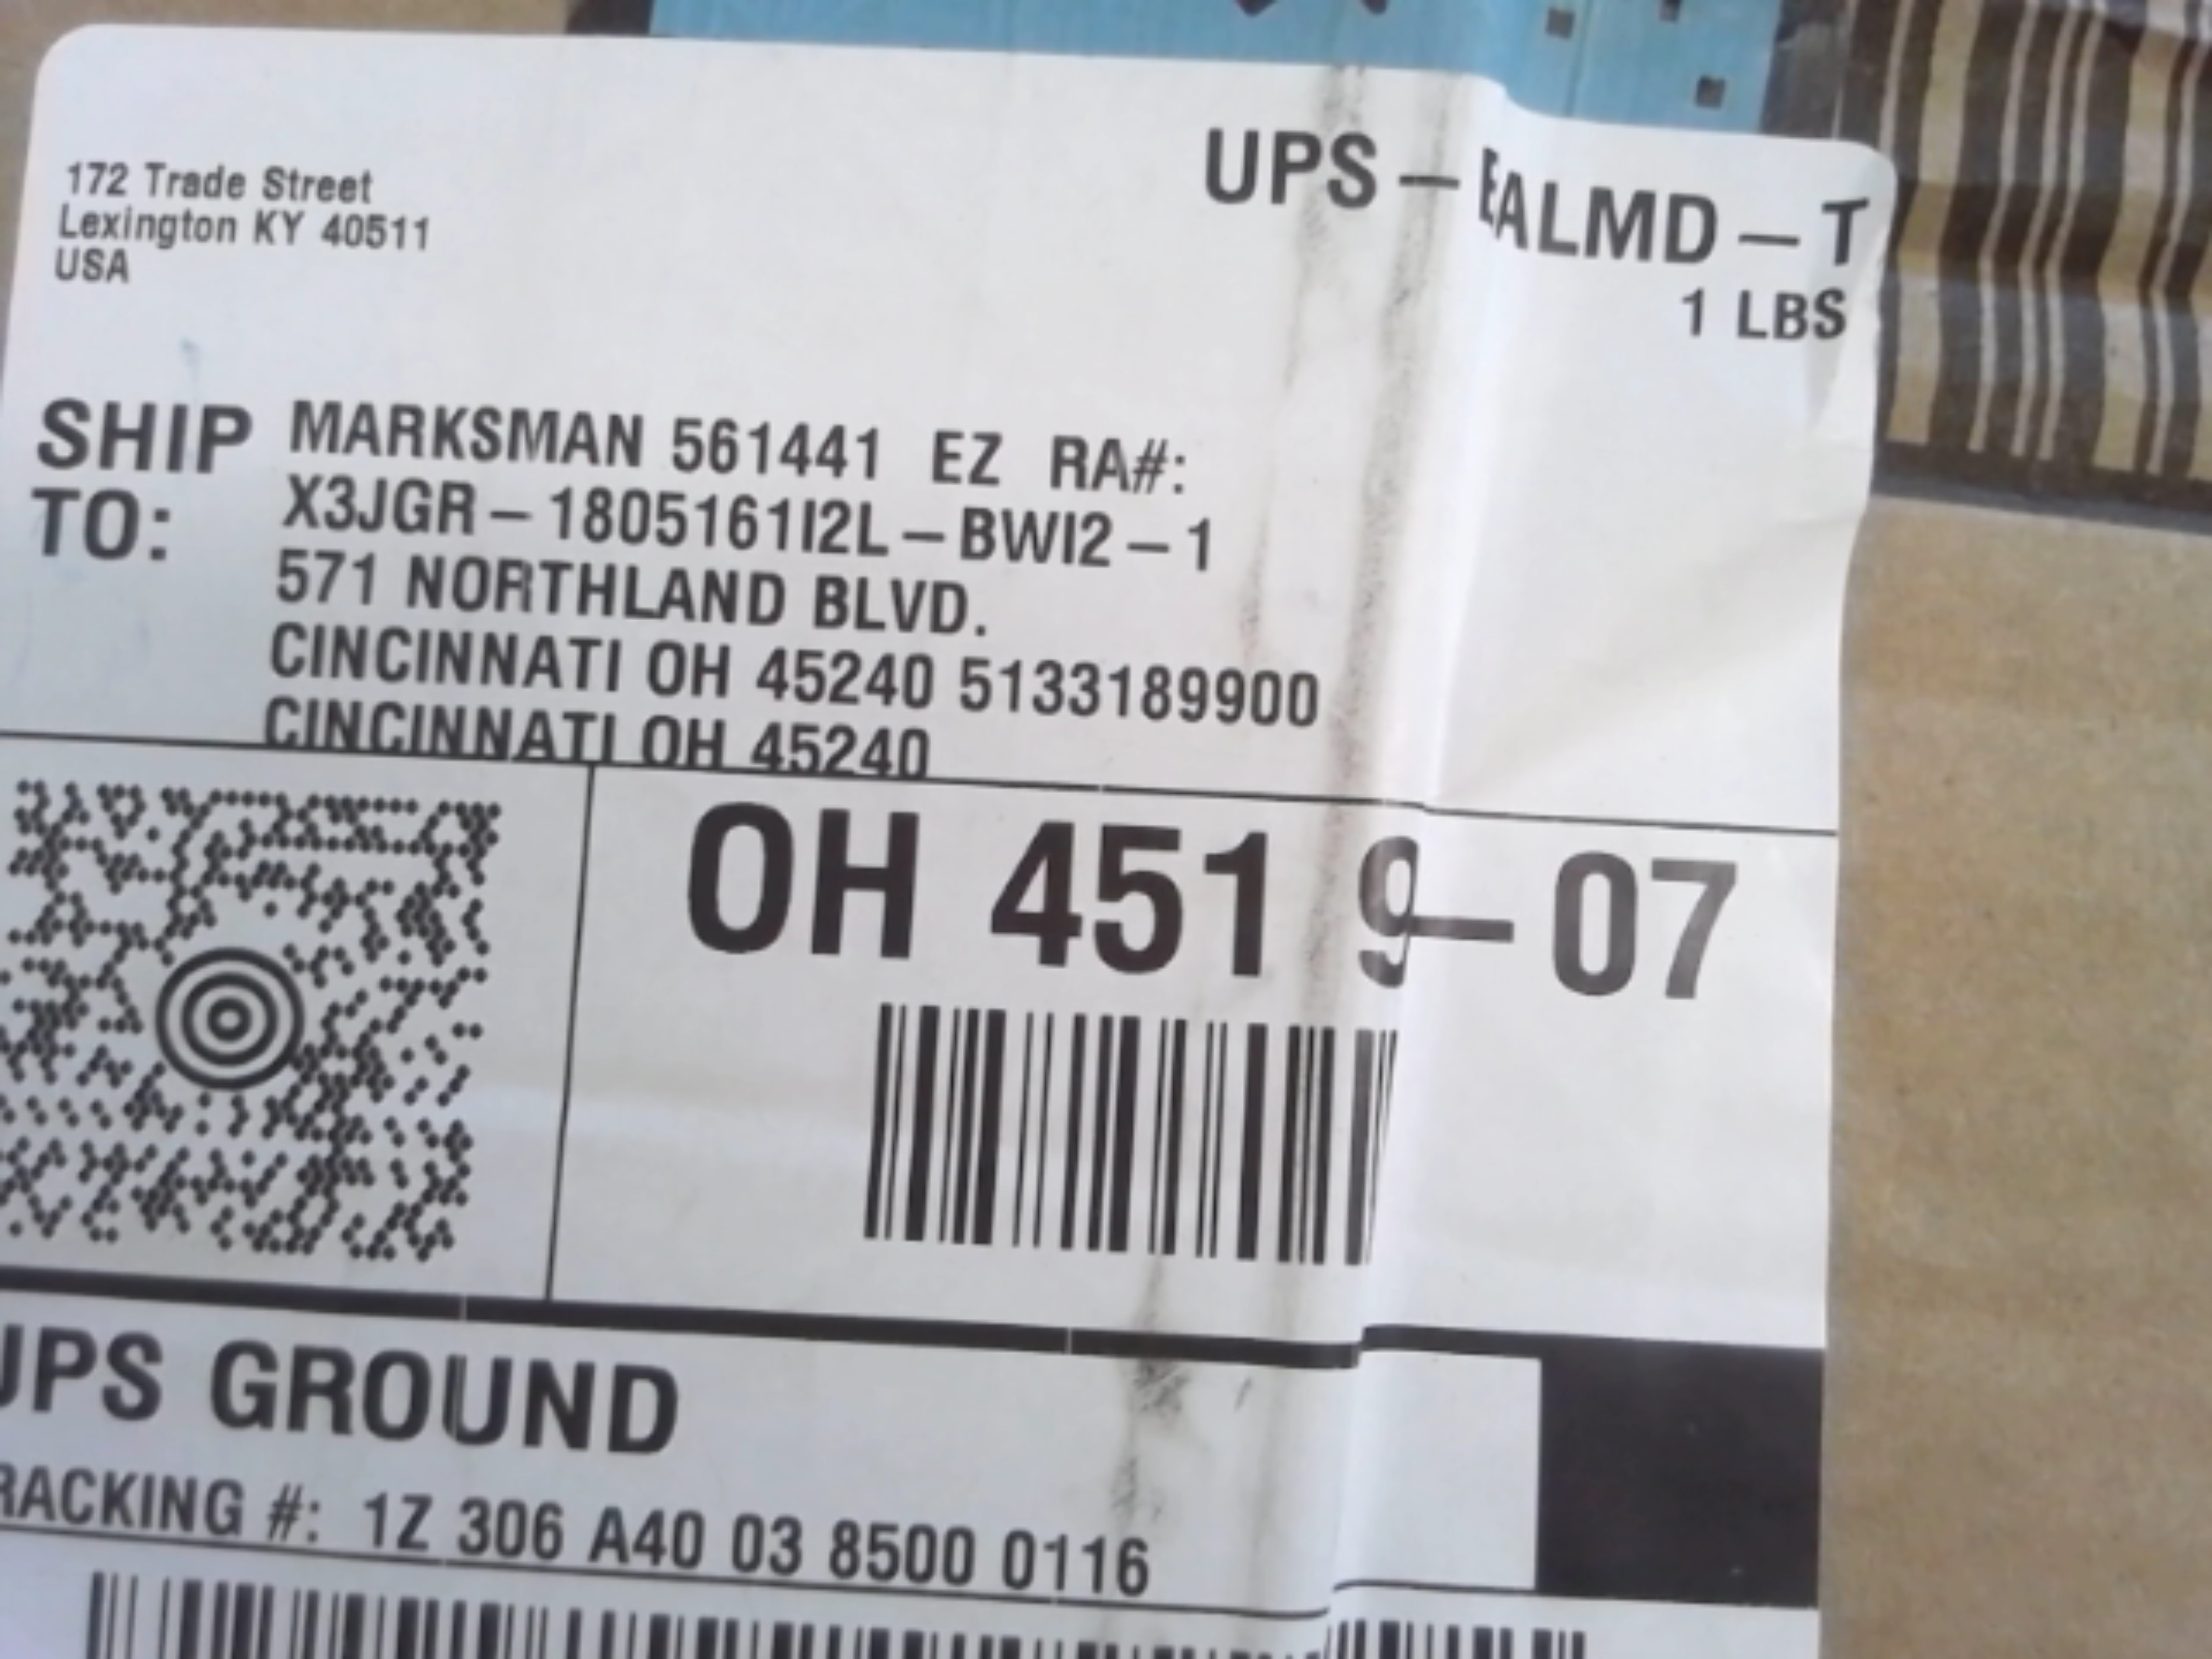 172 Trade Street
Lexington KY 40511
USA
UPS – EALMD – T
1 LBS
SHIP TO:
MARKSMAN 561441 EZ RA#:
X3JGR – 1805161I2L – BWI2 – 1
571 NORTHLAND BLVD.
CINCINNATI OH 45240 5133189900
CINCINNATI OH 45240
OH 451 9–07
UPS GROUND
RACKING #: 1Z 306 A40 03 8500 0116